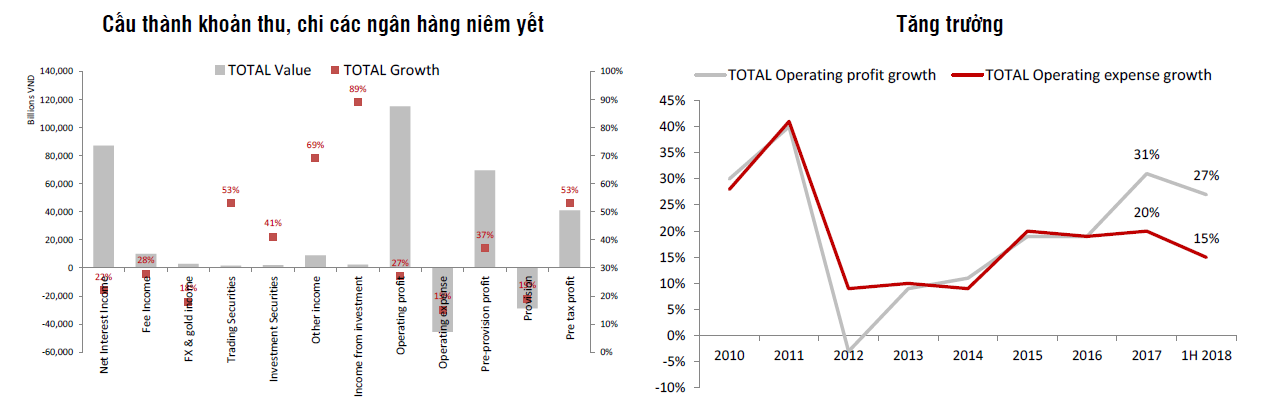 Cấu thành khoản thu, chi các ngân hàng niêm yết
TOTAL Value
TOTAL Growth
Billions VND
140,000
120,000
100,000
80,000
60,000
40,000
20,000
0
-20,000
-40,000
-60,000
100%
90%
80%
70%
60%
50%
40%
30%
20%
10%
0%
22%
28%
18%
53%
41%
69%
89%
27%
15%
37%
19%
53%
Net Interest Income
Fee Income
FX & gold income
Trading Securities
Investment Securities
Other income
Income from investment
Operating profit
Operating expense
Pre-provision profit
Provision
Pre tax profit
Tăng trưởng
TOTAL Operating profit growth
TOTAL Operating expense growth
45%
40%
35%
30%
25%
20%
15%
10%
5%
0%
-5%
-10%
31%
27%
20%
15%
2010
2011
2012
2013
2014
2015
2016
2017
1H 2018